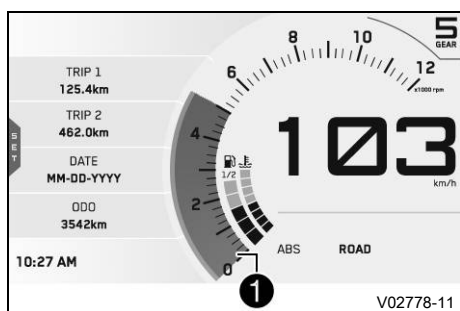 5
GEAR
TRIP 1
125.4km
TRIP 2
462.0km
SET
DATE
MM-DD-YYYY
ODO
3542km
10:27 AM
0
2
4
6
8
10
12
x1000 rpm
1/2
103
km/h
ABS ROAD
1
V02778-11